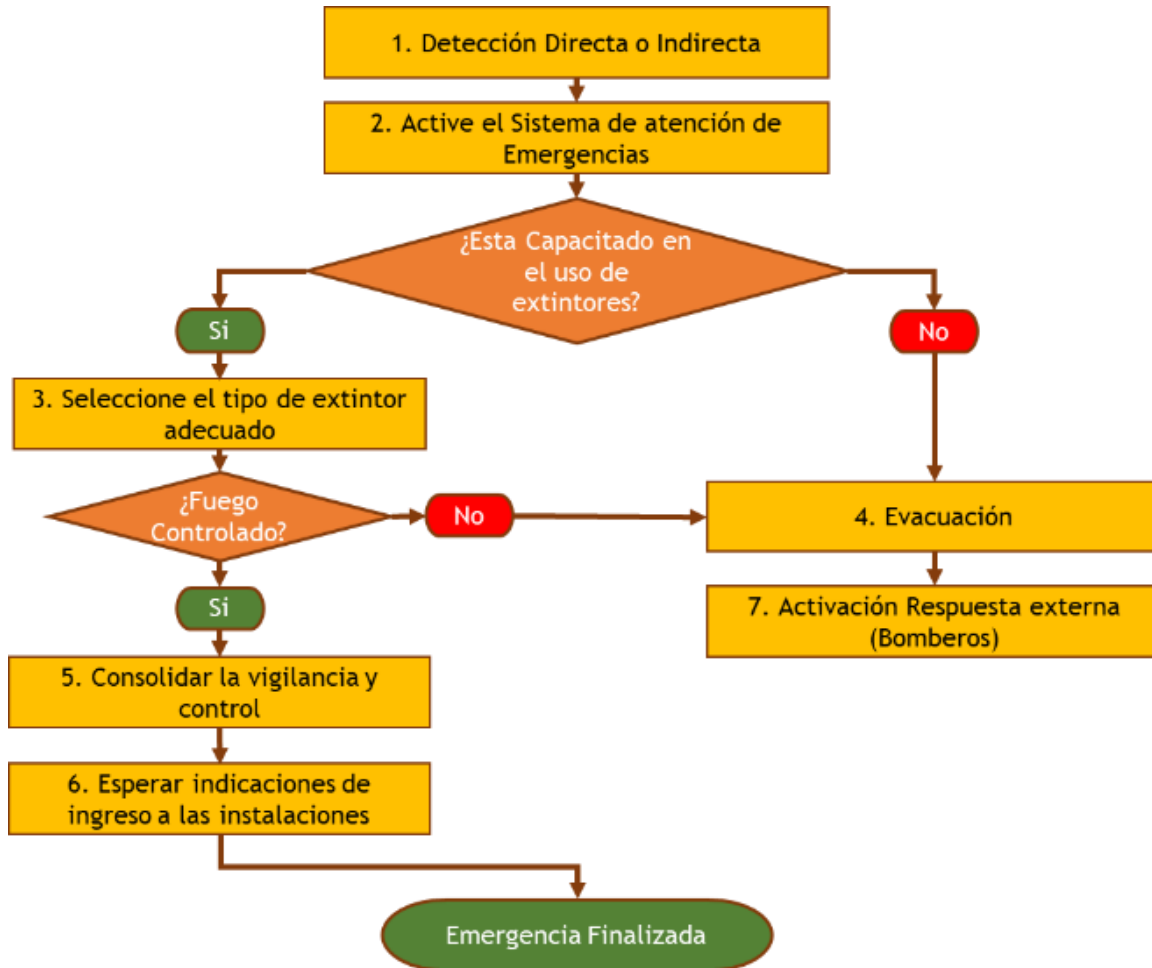 1. Detección Directa o Indirecta
2. Active el Sistema de atención de
Emergencias
¿Esta Capacitado en
el uso de
extintores?
Si
No
3. Seleccione el tipo de extintor
adecuado
¿Fuego
Controlado?
No
4. Evacuación
Si
7. Activación Respuesta externa
(Bomberos)
5. Consolidar la vigilancia y
control
6. Esperar indicaciones de
ingreso a las instalaciones
Emergencia Finalizada